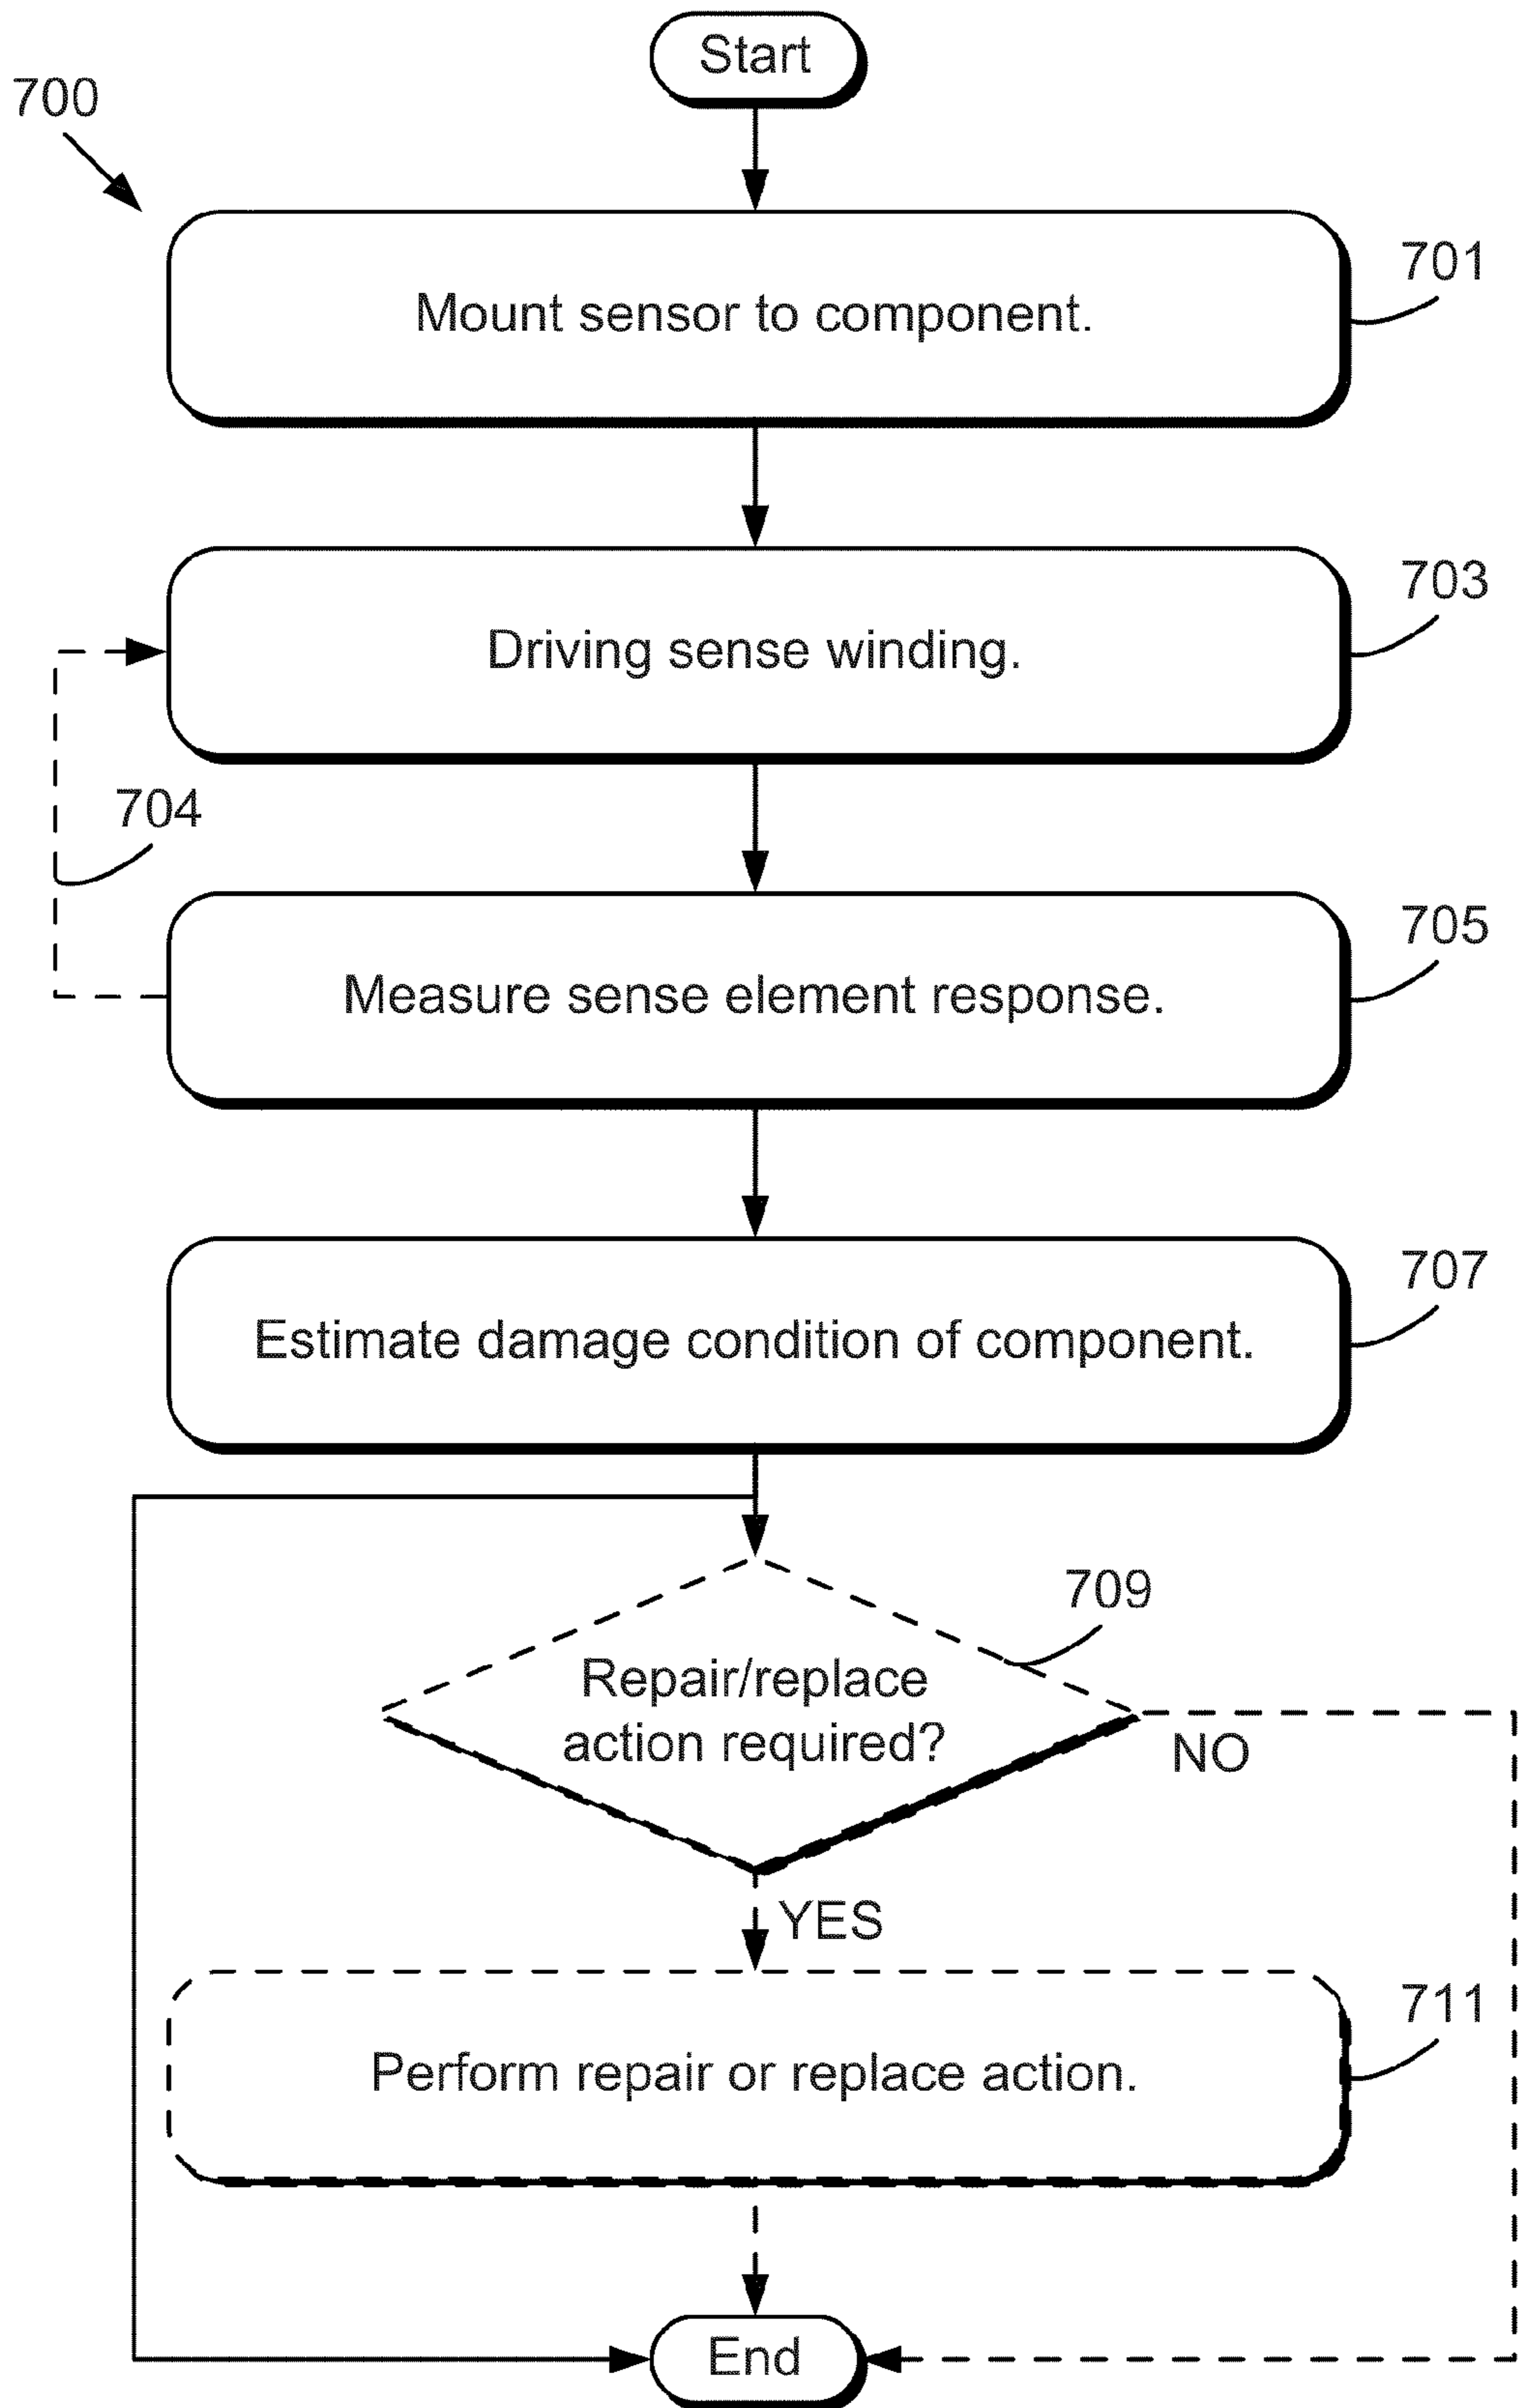 Start
700
701
Mount sensor to component.
703
Driving sense winding.
704
705
Measure sense element response.
707
Estimate damage condition of component.
709
Repair/replace
action required?
NO
YES
711
Perform repair or replace action.
End